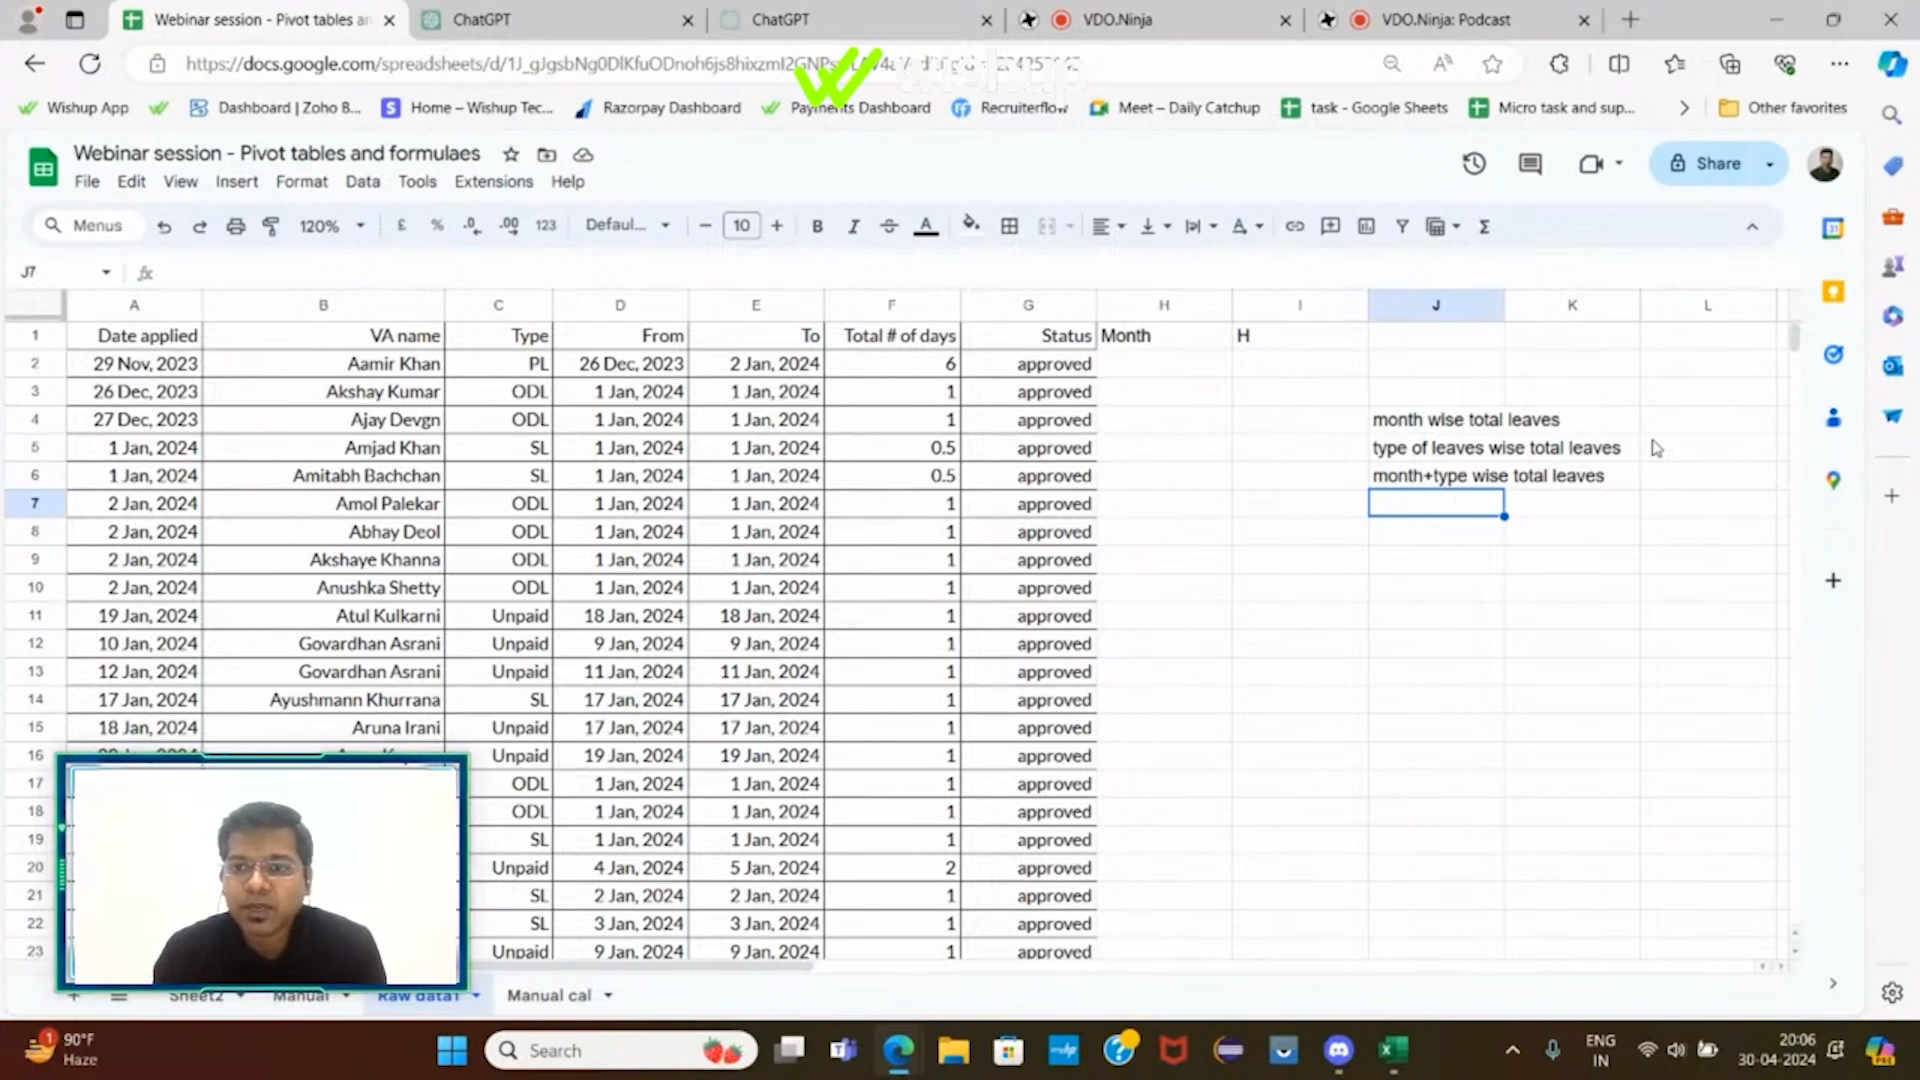 Webinar session - Pivot tables an
ChatGPT
ChatGPT
VDO.Ninja
VDO.Ninja: Podcast
Wishup App
Dashboard | Zoho B...
Home – Wishup Tec...
Razorpay Dashboard
Payments Dashboard
Recruiterflow
Meet – Daily Catchup
task - Google Sheets
Micro task and sup...
Other favorites
Webinar session - Pivot tables and formulaes
Share
File Edit View Insert Format Data Tools Extensions Help
Menus 120% £ % .0 .00 123 Defaul... − 10 + B I A Σ
J7 fx
A B C D E F G H I J K L
1 Date applied VA name Type From To Total # of days Status Month H
2 29 Nov, 2023 Aamir Khan PL 26 Dec, 2023 2 Jan, 2024 6 approved
3 26 Dec, 2023 Akshay Kumar ODL 1 Jan, 2024 1 Jan, 2024 1 approved
4 27 Dec, 2023 Ajay Devgn ODL 1 Jan, 2024 1 Jan, 2024 1 approved month wise total leaves
5 1 Jan, 2024 Amjad Khan SL 1 Jan, 2024 1 Jan, 2024 0.5 approved type of leaves wise total leaves
6 1 Jan, 2024 Amitabh Bachchan SL 1 Jan, 2024 1 Jan, 2024 0.5 approved month+type wise total leaves
7 2 Jan, 2024 Amol Palekar ODL 1 Jan, 2024 1 Jan, 2024 1 approved
8 2 Jan, 2024 Abhay Deol ODL 1 Jan, 2024 1 Jan, 2024 1 approved
9 2 Jan, 2024 Akshaye Khanna ODL 1 Jan, 2024 1 Jan, 2024 1 approved
10 2 Jan, 2024 Anushka Shetty ODL 1 Jan, 2024 1 Jan, 2024 1 approved
11 19 Jan, 2024 Atul Kulkarni Unpaid 18 Jan, 2024 18 Jan, 2024 1 approved
12 10 Jan, 2024 Govardhan Asrani Unpaid 9 Jan, 2024 9 Jan, 2024 1 approved
13 12 Jan, 2024 Govardhan Asrani Unpaid 11 Jan, 2024 11 Jan, 2024 1 approved
14 17 Jan, 2024 Ayushmann Khurrana SL 17 Jan, 2024 17 Jan, 2024 1 approved
15 18 Jan, 2024 Aruna Irani Unpaid 17 Jan, 2024 17 Jan, 2024 1 approved
16 Unpaid 19 Jan, 2024 19 Jan, 2024 1 approved
17 ODL 1 Jan, 2024 1 Jan, 2024 1 approved
18 ODL 1 Jan, 2024 1 Jan, 2024 1 approved
19 SL 1 Jan, 2024 1 Jan, 2024 1 approved
20 Unpaid 4 Jan, 2024 5 Jan, 2024 2 approved
21 SL 2 Jan, 2024 2 Jan, 2024 1 approved
22 SL 3 Jan, 2024 3 Jan, 2024 1 approved
23 Unpaid 9 Jan, 2024 9 Jan, 2024 1 approved
Sheet2 Manual Raw data1 Manual cal
1 90°F
Haze
Search
ENG
IN
20:06
30-04-2024